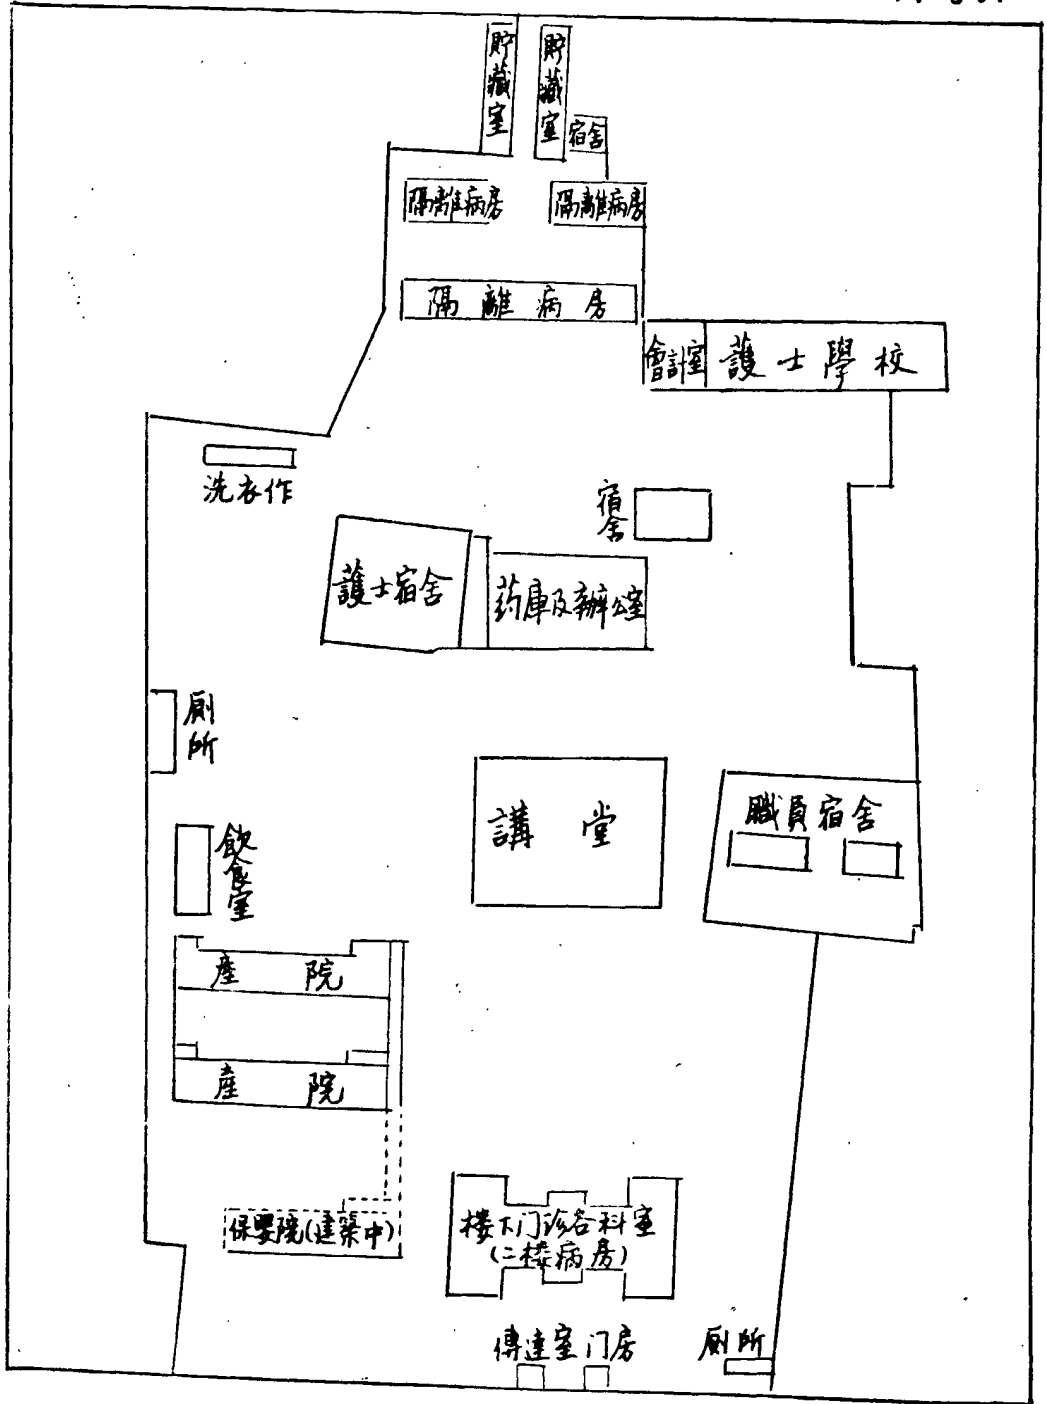 貯藏室
貯藏室
宿舍
隔離病房
隔離病房
隔離病房
會計室
護士學校
洗衣作
宿舍
護士宿舍
药庫及辦公室
厠所
講堂
職員宿舍
飲食室
產院
產院
保嬰院(建築中)
楼下门诊各科室
(二楼病房)
傳達室
门房
厠所